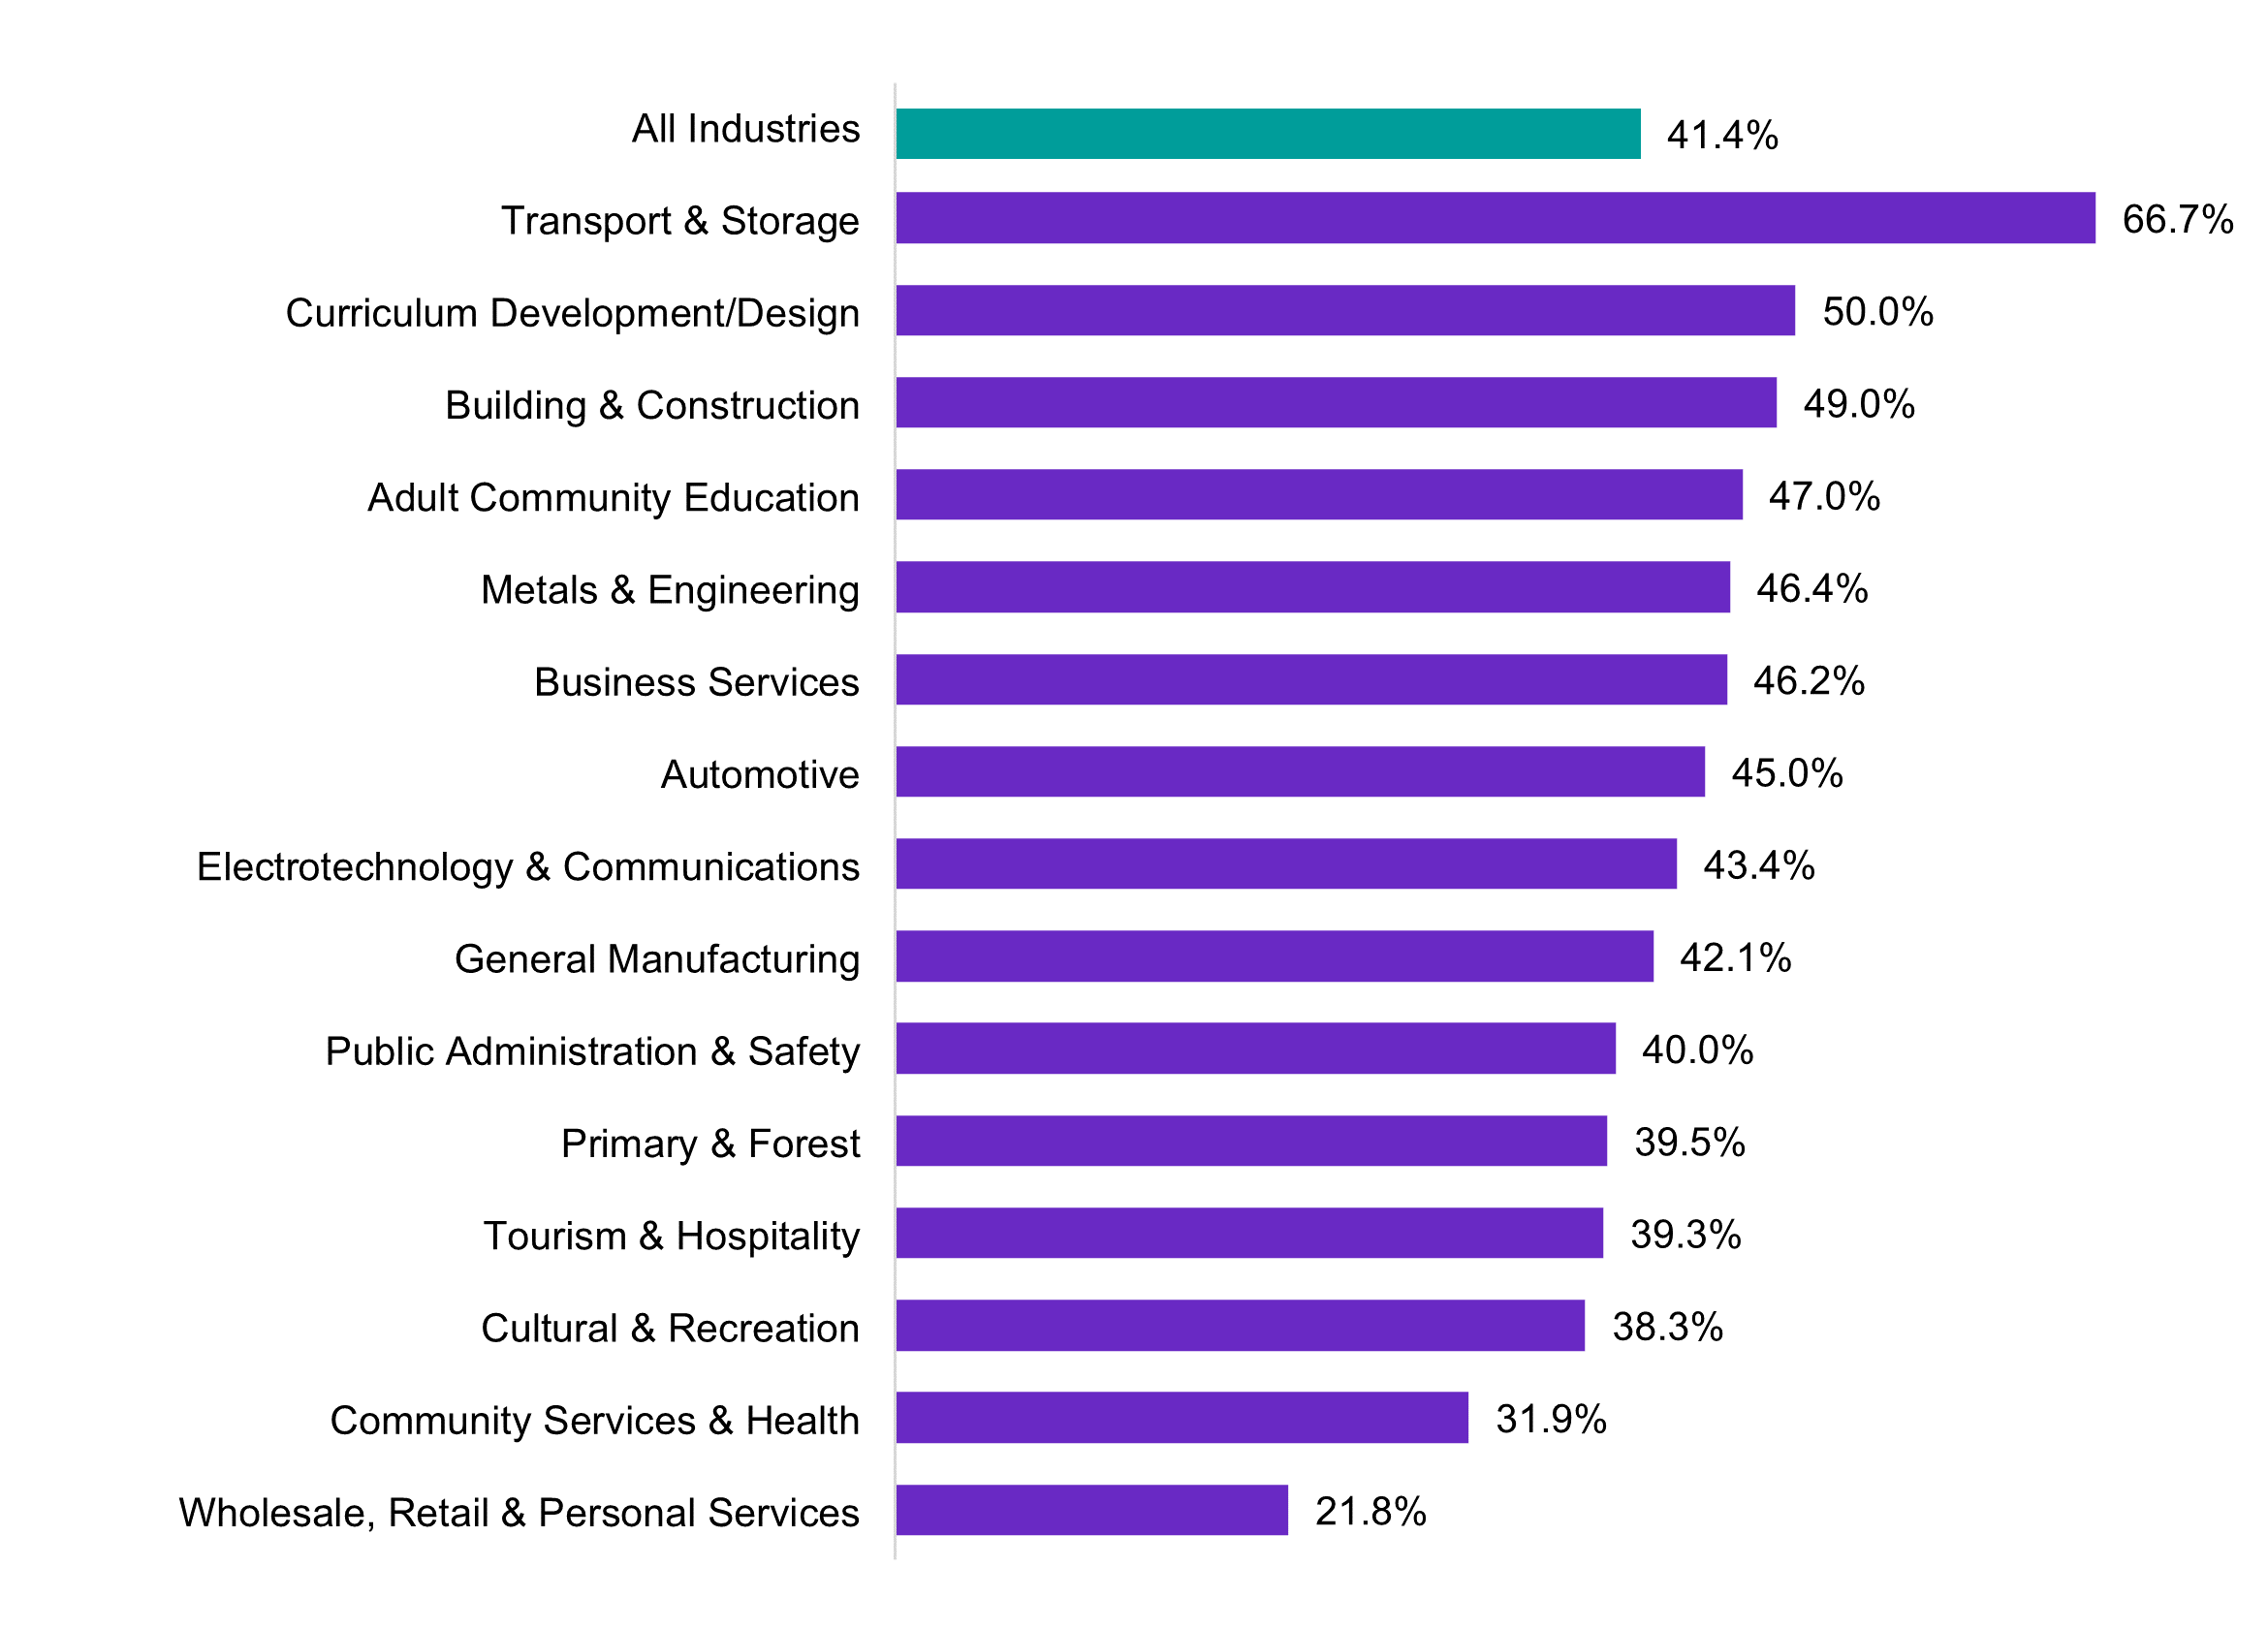 All Industries 41.4%
Transport & Storage 66.7%
Curriculum Development/Design 50.0%
Building & Construction 49.0%
Adult Community Education 47.0%
Metals & Engineering 46.4%
Business Services 46.2%
Automotive 45.0%
Electrotechnology & Communications 43.4%
General Manufacturing 42.1%
Public Administration & Safety 40.0%
Primary & Forest 39.5%
Tourism & Hospitality 39.3%
Cultural & Recreation 38.3%
Community Services & Health 31.9%
Wholesale, Retail & Personal Services 21.8%